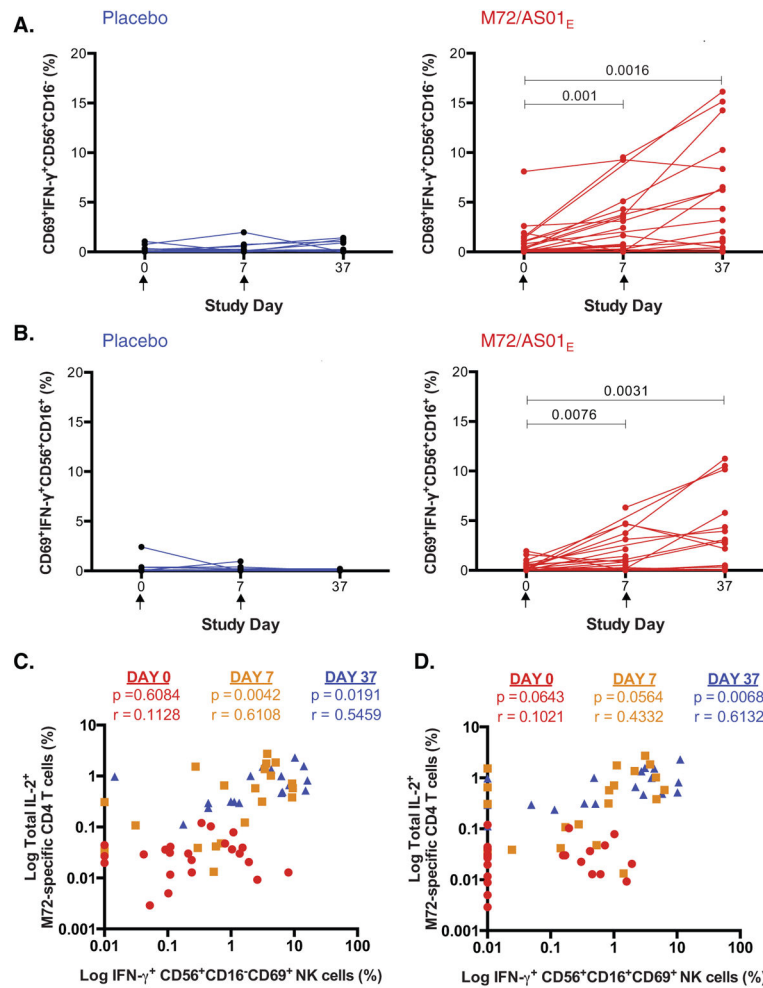 A.
Placebo
M72/AS01E
CD69+IFN-γ+CD56+CD16- (%)
20
15
10
5
0
0 7 37
Study Day
CD69+IFN-γ+CD56+CD16- (%)
20
15
10
5
0
0.0016
0.001
0 7 37
Study Day
B.
Placebo
M72/AS01E
CD69+IFN-γ+CD56+CD16+ (%)
20
15
10
5
0
0 7 37
Study Day
CD69+IFN-γ+CD56+CD16+ (%)
20
15
10
5
0
0.0031
0.0076
0 7 37
Study Day
C.
DAY 0 DAY 7 DAY 37
p =0.6084 p =0.0042 p =0.0191
r = 0.1128 r = 0.6108 r = 0.5459
Log Total IL-2+
M72-specific CD4 T cells (%)
10
1
0.1
0.01
0.001
0.01 0.1 1 10 100
Log IFN-γ+ CD56+CD16-CD69+ NK cells (%)
D.
DAY 0 DAY 7 DAY 37
p =0.0643 p =0.0564 p =0.0068
r = 0.1021 r = 0.4332 r = 0.6132
Log Total IL-2+
M72-specific CD4 T cells (%)
10
1
0.1
0.01
0.001
0.01 0.1 1 10 100
Log IFN-γ+ CD56+CD16+CD69+ NK cells (%)